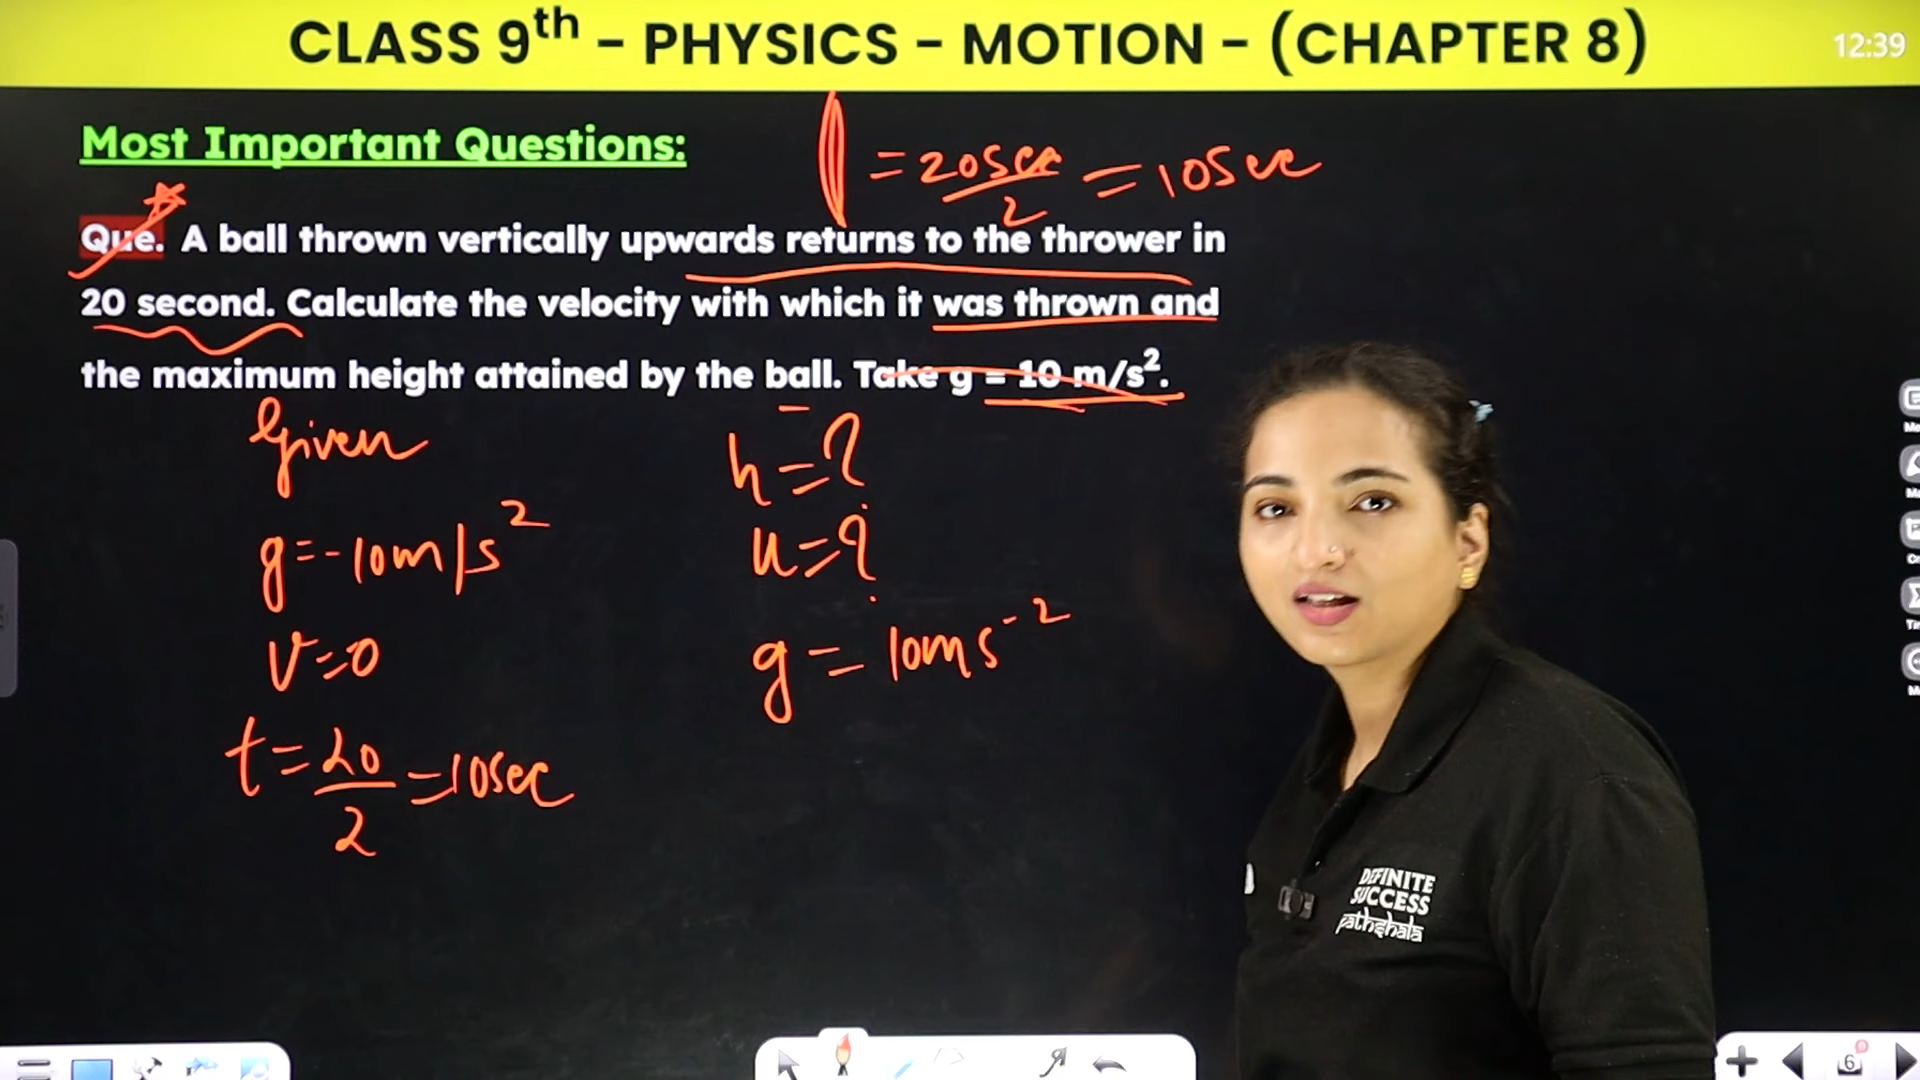 CLASS 9th - PHYSICS - MOTION - (CHAPTER 8)
12:39
Most Important Questions:
= 20sec/2 = 10sec
Que. A ball thrown vertically upwards returns to the thrower in
20 second. Calculate the velocity with which it was thrown and
the maximum height attained by the ball. Take g = 10 m/s².
Given
g=-10m/s²
v=0
t=20/2=10sec
h=?
u=?
g=10ms⁻²
DEFINITE
SUCCESS
pathshala
6